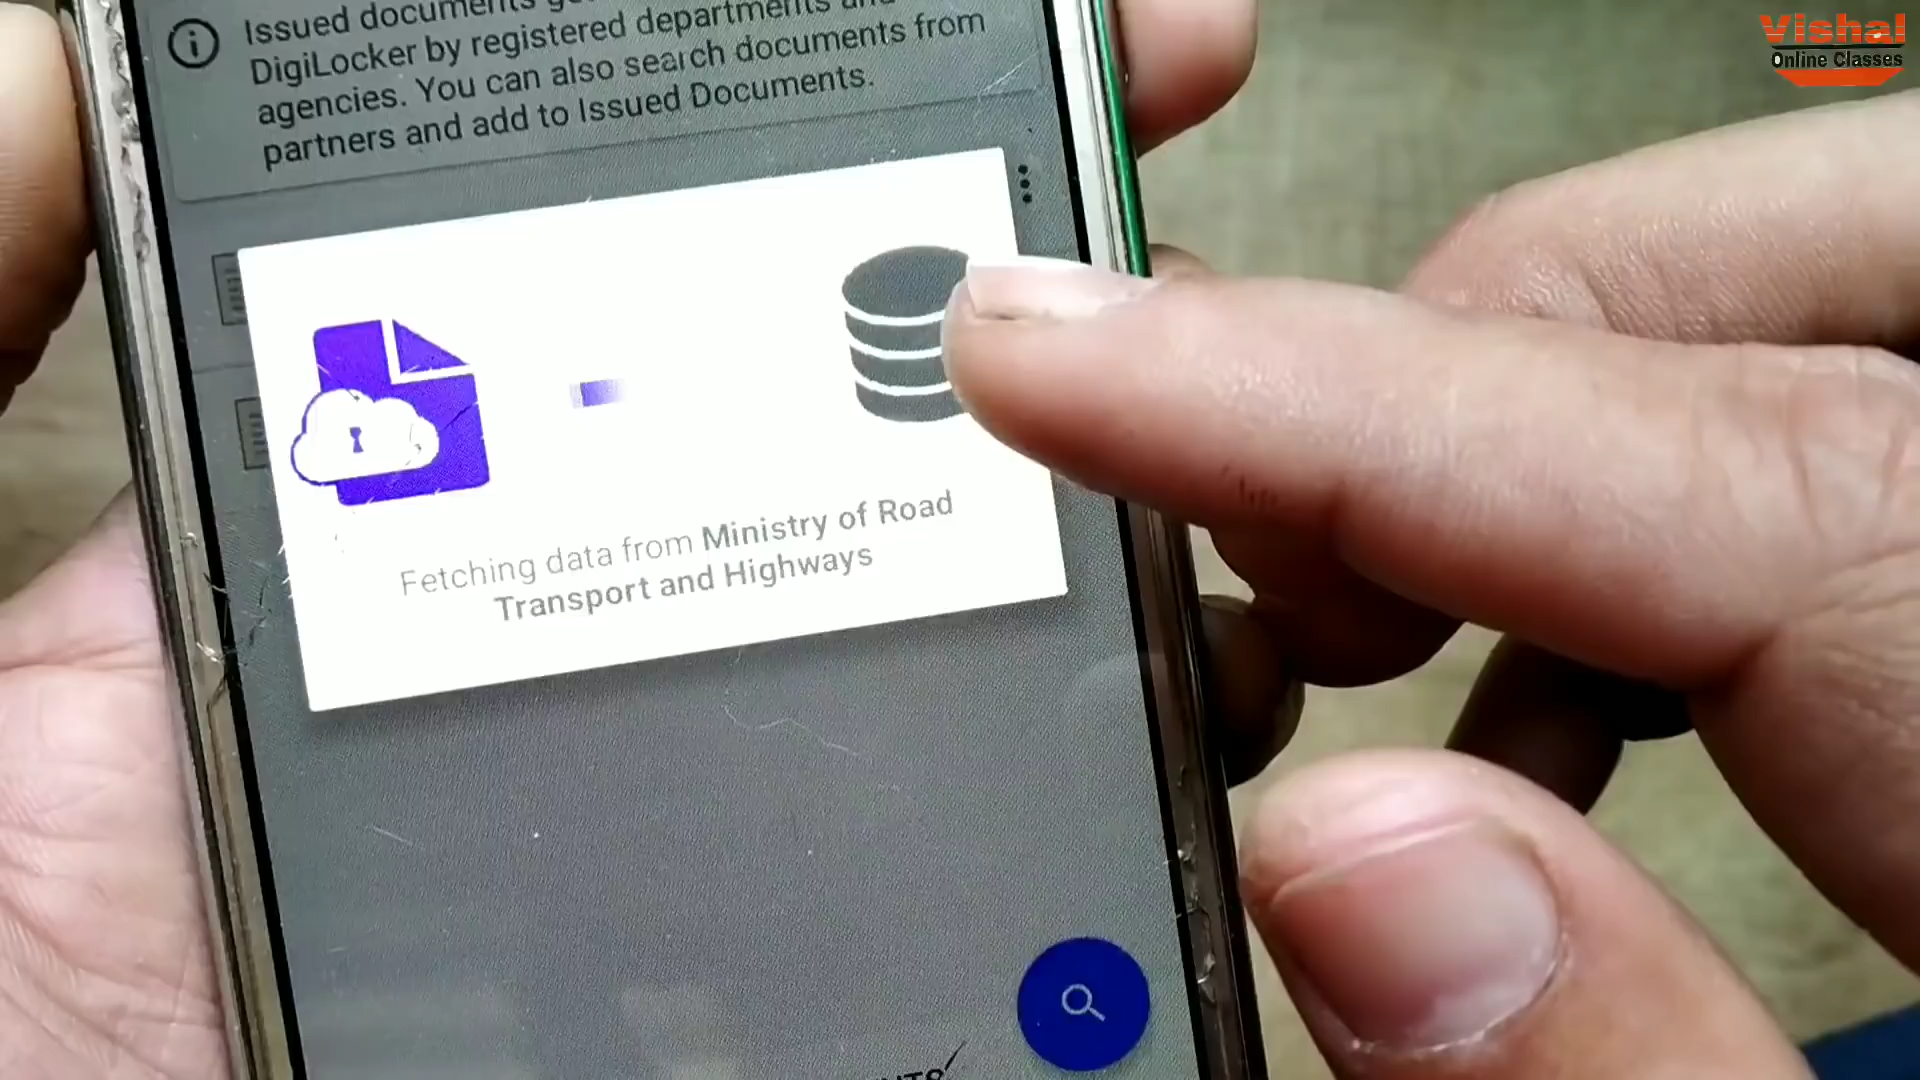 Vishal
Online Classes
Issued documents
DigiLocker by registered departments and
agencies. You can also search documents from
partners and add to Issued Documents.
Fetching data from Ministry of Road
Transport and Highways